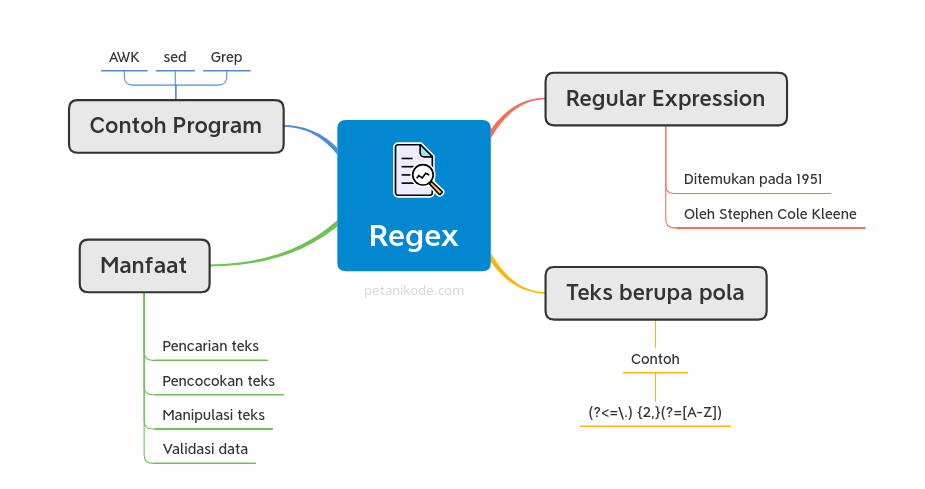 AWK
sed
Grep
Contoh Program
Regular Expression
Ditemukan pada 1951
Oleh Stephen Cole Kleene
Regex
petanikode.com
Manfaat
Pencarian teks
Pencocokan teks
Manipulasi teks
Validasi data
Teks berupa pola
Contoh
(?<=\.) {2,}(?=[A-Z])